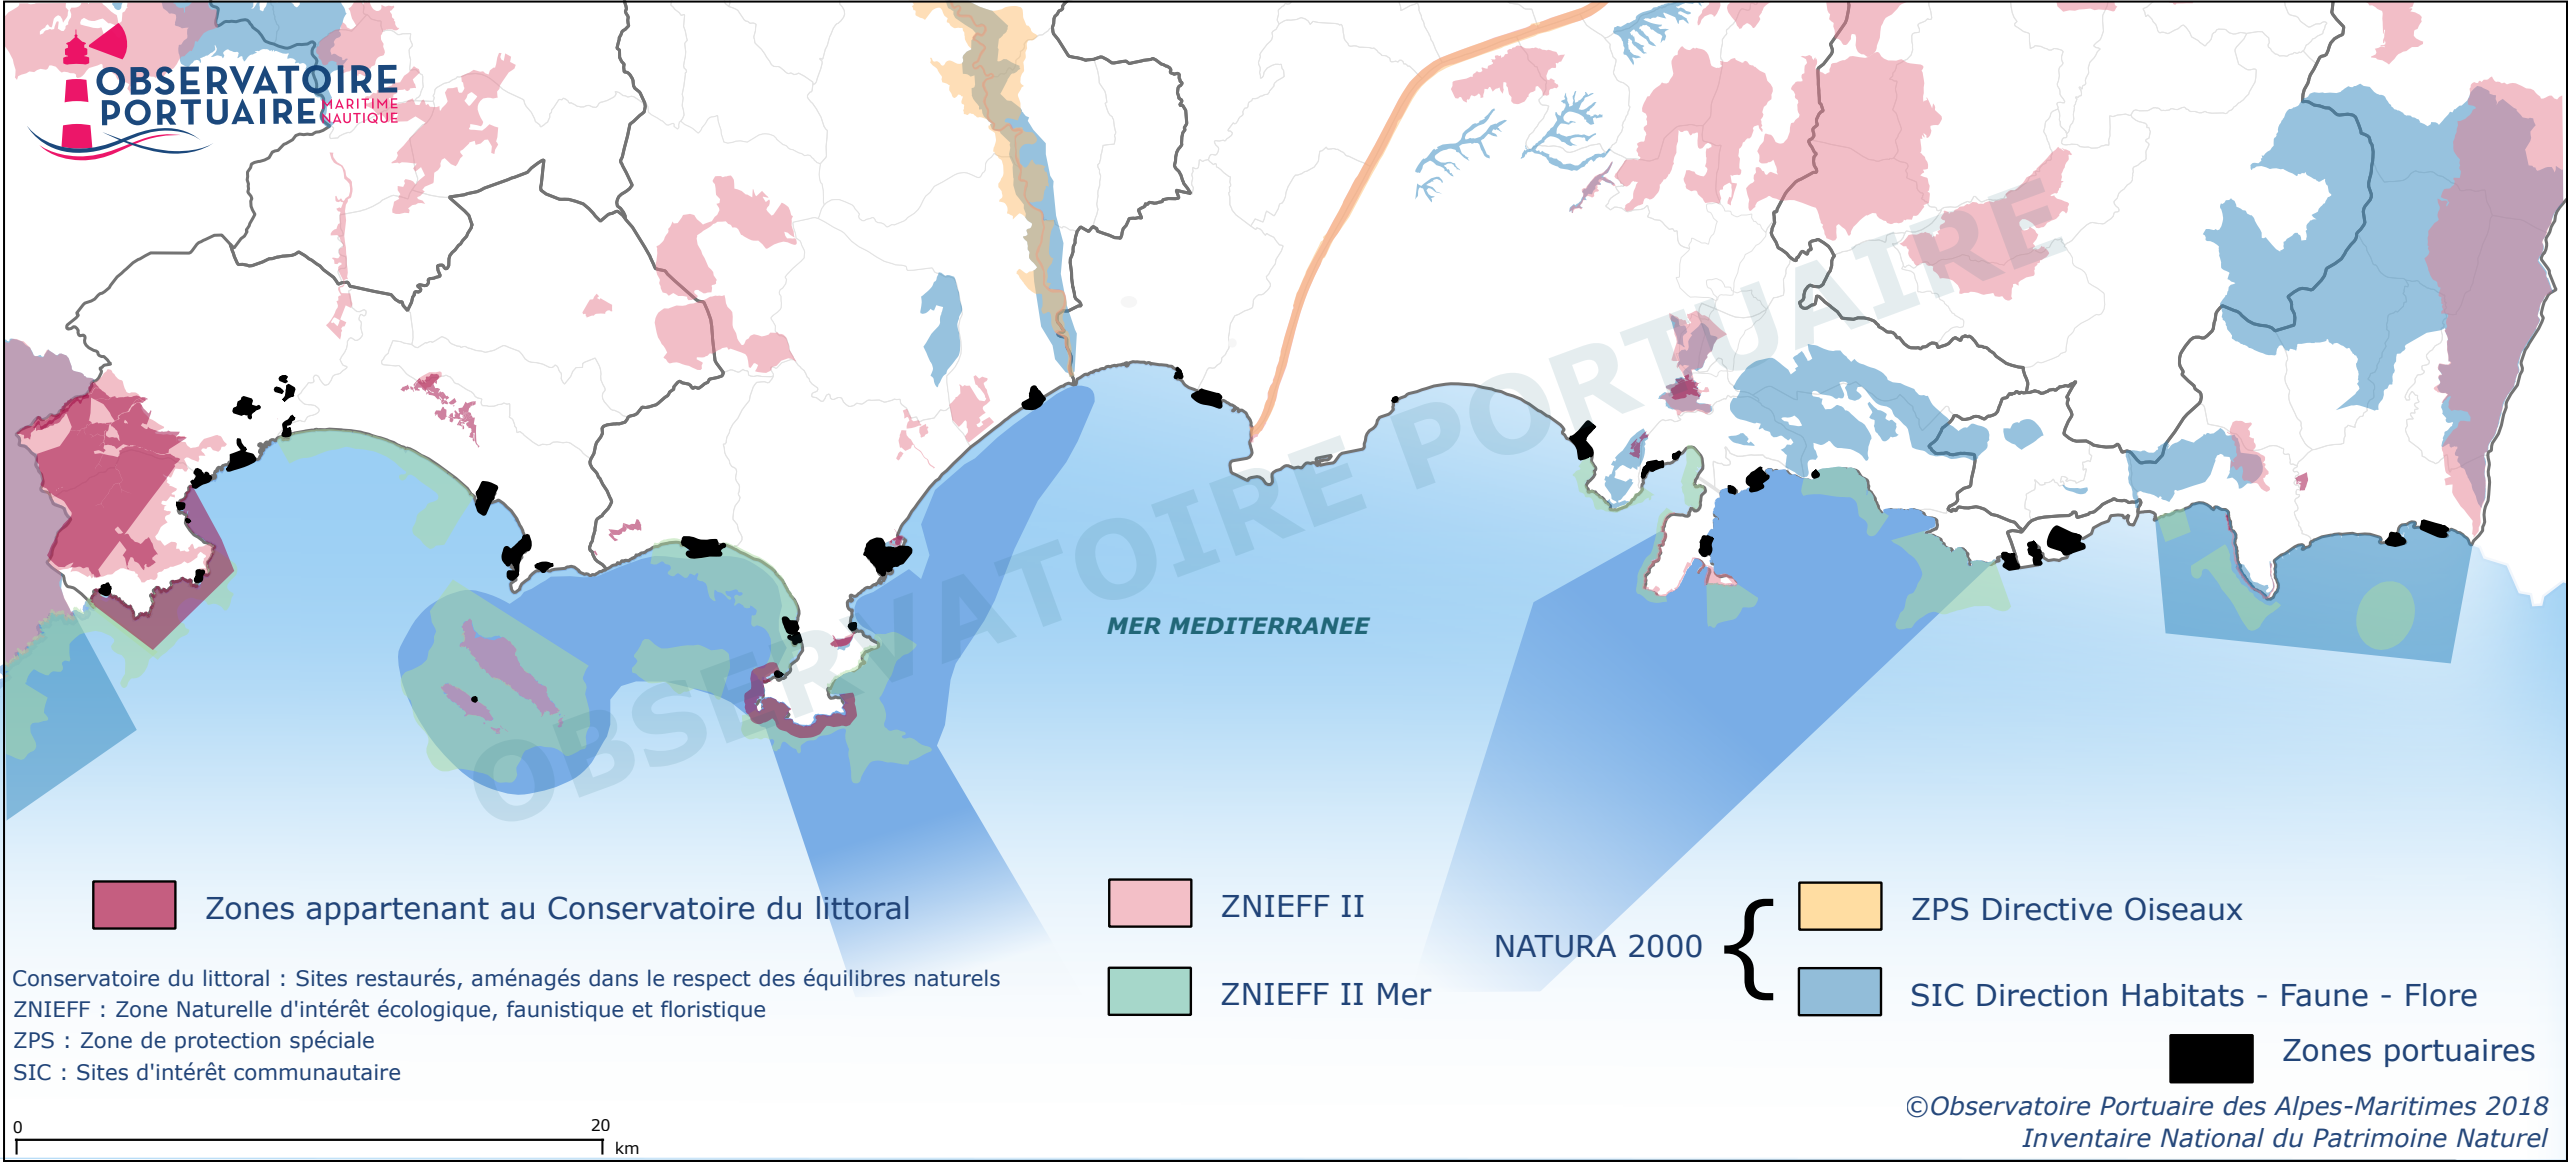 OBSERVATOIRE
PORTUAIRE
MARITIME
NAUTIQUE
OBSERVATOIRE PORTUAIRE
MER MEDITERRANEE
Zones appartenant au Conservatoire du littoral
ZNIEFF II
ZNIEFF II Mer
NATURA 2000 {
ZPS Directive Oiseaux
SIC Direction Habitats - Faune - Flore
Zones portuaires
Conservatoire du littoral : Sites restaurés, aménagés dans le respect des équilibres naturels
ZNIEFF : Zone Naturelle d'intérêt écologique, faunistique et floristique
ZPS : Zone de protection spéciale
SIC : Sites d'intérêt communautaire
0 20
km
©Observatoire Portuaire des Alpes-Maritimes 2018
Inventaire National du Patrimoine Naturel